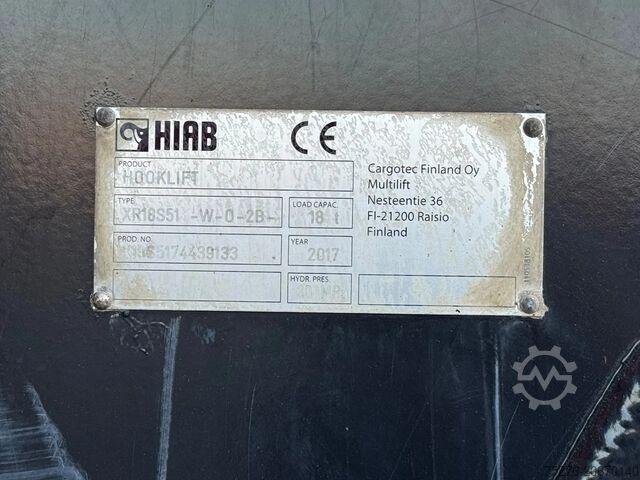 HIAB CE
PRODUCT
HOOKLIFT
TYPE LOAD CAPAC.
XR18S51 -W-0-2B- 18 t
PROD. NO. YEAR
2017
HYDR. PRES.
Cargotec Finland Oy
Multilift
Nesteentie 36
FI-21200 Raisio
Finland